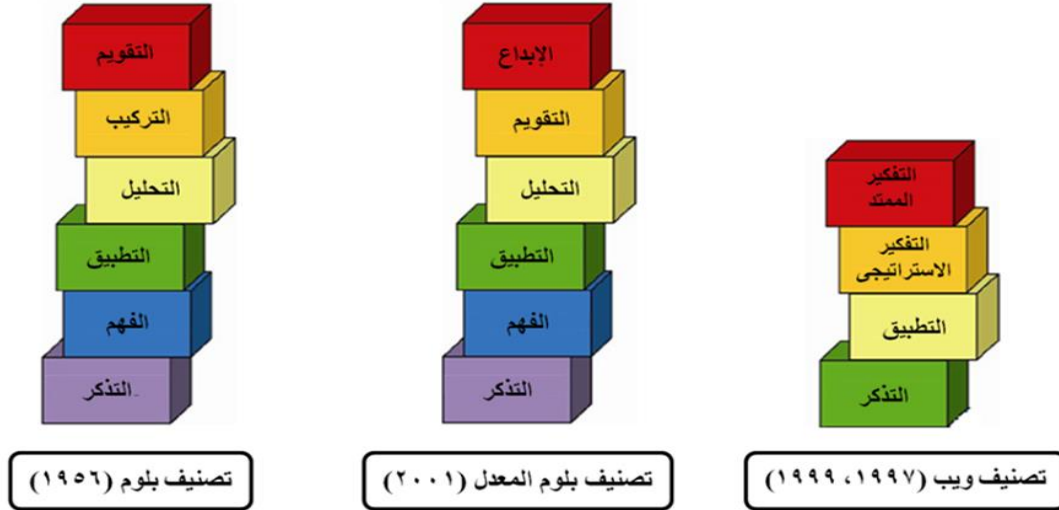 التقويم
التركيب
التحليل
التطبيق
الفهم
التذكر
تصنيف بلوم (١٩٥٦)
الإبداع
التقويم
التحليل
التطبيق
الفهم
التذكر
تصنيف بلوم المعدل (٢٠٠١)
التفكير
الممتد
التفكير
الاستراتيجى
التطبيق
التذكر
تصنيف ويب (١٩٩٧، ١٩٩٩)